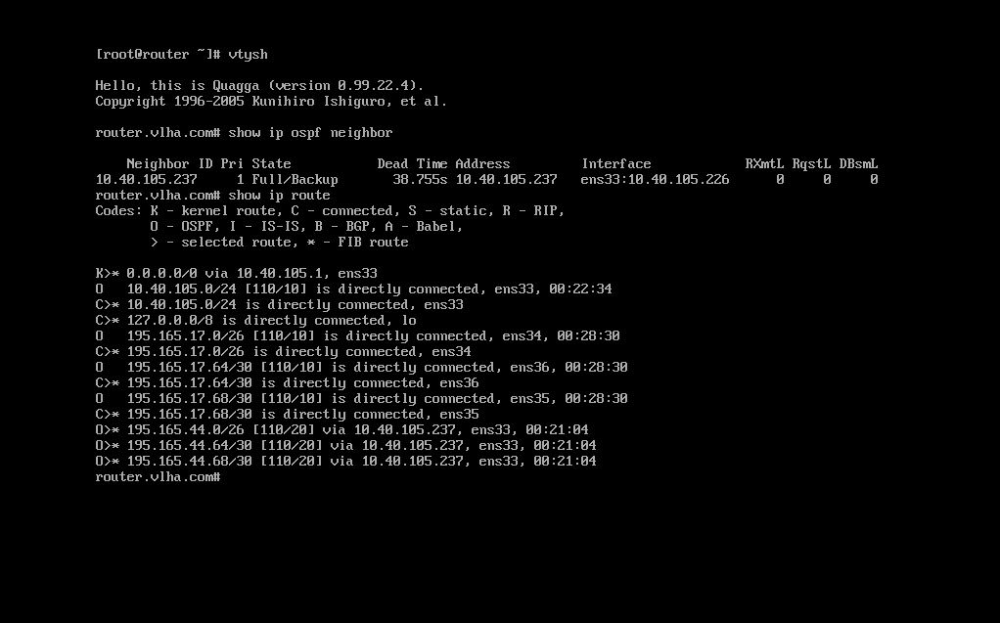 [root@router ~]# vtysh
Hello, this is Quagga (version 0.99.22.4).
Copyright 1996-2005 Kunihiro Ishiguro, et al.
router.vlha.com# show ip ospf neighbor
Neighbor ID Pri State Dead Time Address Interface RXmtL RqstL DBsmL
10.40.105.237 1 Full/Backup 38.755s 10.40.105.237 ens33:10.40.105.226 0 0 0
router.vlha.com# show ip route
Codes: K - kernel route, C - connected, S - static, R - RIP,
O - OSPF, I - IS-IS, B - BGP, A - Babel,
> - selected route, * - FIB route
K>* 0.0.0.0/0 via 10.40.105.1, ens33
O 10.40.105.0/24 [110/10] is directly connected, ens33, 00:22:34
C>* 10.40.105.0/24 is directly connected, ens33
C>* 127.0.0.0/8 is directly connected, lo
O 195.165.17.0/26 [110/10] is directly connected, ens34, 00:28:30
C>* 195.165.17.0/26 is directly connected, ens34
O 195.165.17.64/30 [110/10] is directly connected, ens36, 00:28:30
C>* 195.165.17.64/30 is directly connected, ens36
O 195.165.17.68/30 [110/10] is directly connected, ens35, 00:28:30
C>* 195.165.17.68/30 is directly connected, ens35
O>* 195.165.44.0/26 [110/20] via 10.40.105.237, ens33, 00:21:04
O>* 195.165.44.64/30 [110/20] via 10.40.105.237, ens33, 00:21:04
O>* 195.165.44.68/30 [110/20] via 10.40.105.237, ens33, 00:21:04
router.vlha.com#